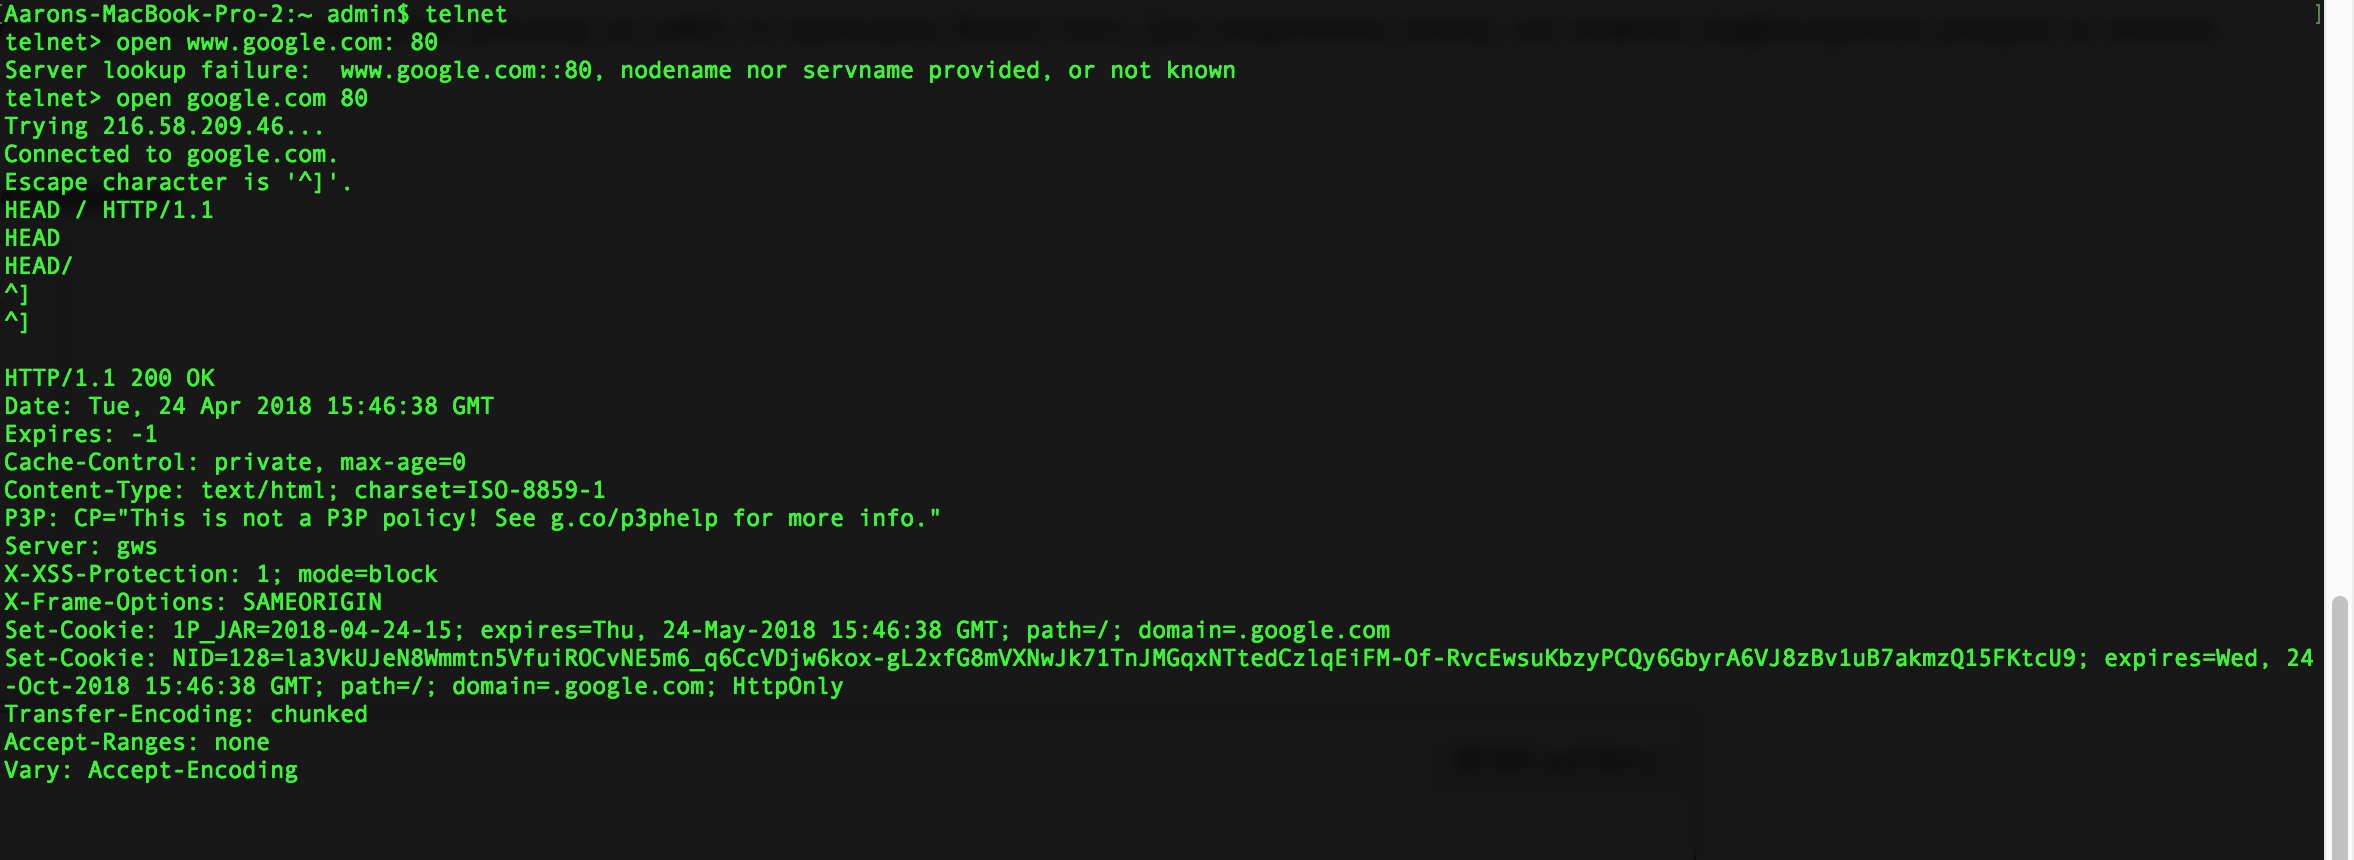 [Aarons-MacBook-Pro-2:~ admin$ telnet ]
telnet> open www.google.com: 80
Server lookup failure:  www.google.com::80, nodename nor servname provided, or not known
telnet> open google.com 80
Trying 216.58.209.46...
Connected to google.com.
Escape character is '^]'.
HEAD / HTTP/1.1
HEAD
HEAD/
^]
^]
HTTP/1.1 200 OK
Date: Tue, 24 Apr 2018 15:46:38 GMT
Expires: -1
Cache-Control: private, max-age=0
Content-Type: text/html; charset=ISO-8859-1
P3P: CP="This is not a P3P policy! See g.co/p3phelp for more info."
Server: gws
X-XSS-Protection: 1; mode=block
X-Frame-Options: SAMEORIGIN
Set-Cookie: 1P_JAR=2018-04-24-15; expires=Thu, 24-May-2018 15:46:38 GMT; path=/; domain=.google.com
Set-Cookie: NID=128=la3VkUJeN8Wmmtn5VfuiROCvNE5m6_q6CcVDjw6kox-gL2xfG8mVXNwJk71TnJMGqxNTtedCzlqEiFM-Of-RvcEwsuKbzyPCQy6GbyrA6VJ8zBv1uB7akmzQ15FKtcU9; expires=Wed, 24
-Oct-2018 15:46:38 GMT; path=/; domain=.google.com; HttpOnly
Transfer-Encoding: chunked
Accept-Ranges: none
Vary: Accept-Encoding